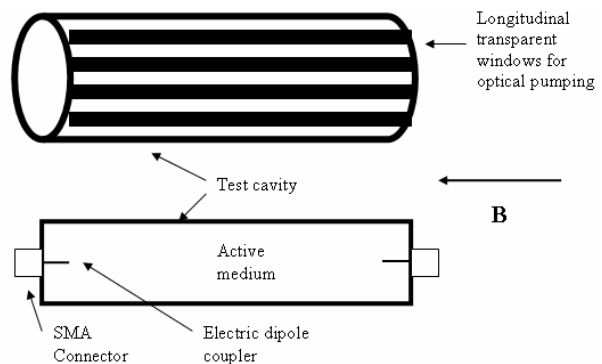 Longitudinal
transparent
windows for
optical pumping
Test cavity
B
Active
medium
SMA
Connector
Electric dipole
coupler